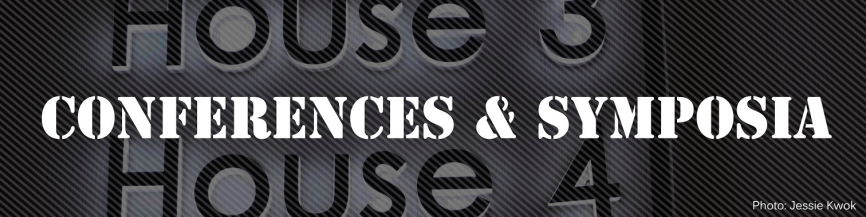 House 3
CONFERENCES & SYMPOSIA
House 4
Photo: Jessie Kwok